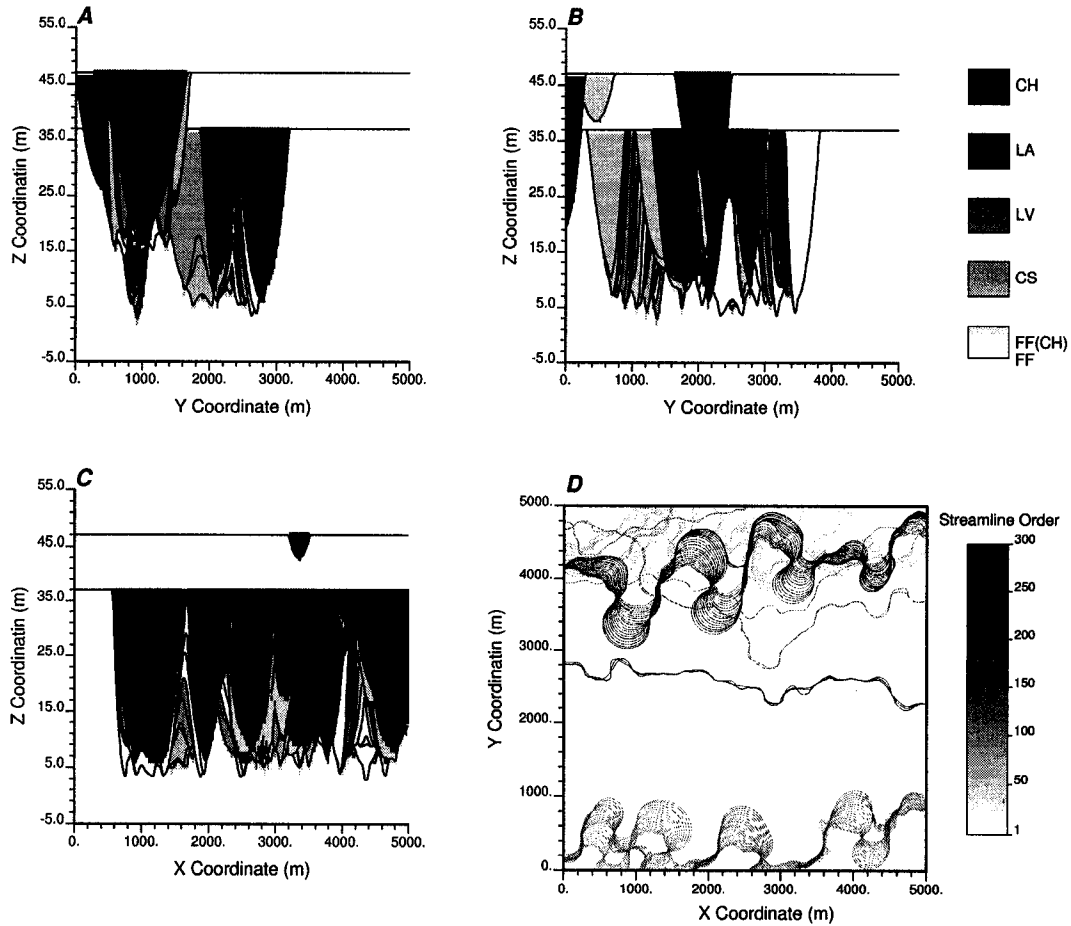 A
55.0
45.0
35.0
25.0
15.0
5.0
-5.0
Z Coordinatin (m)
0. 1000. 2000. 3000. 4000. 5000.
Y Coordinate (m)
B
55.0
45.0
35.0
25.0
15.0
5.0
-5.0
Z Coordinatin (m)
0. 1000. 2000. 3000. 4000. 5000.
Y Coordinate (m)
CH
LA
LV
CS
FF(CH)
FF
C
55.0
45.0
35.0
25.0
15.0
5.0
-5.0
Z Coordinatin (m)
0. 1000. 2000. 3000. 4000. 5000.
X Coordinate (m)
D
5000.
4000.
3000.
2000.
1000.
0.
Y Coordinatin (m)
0. 1000. 2000. 3000. 4000. 5000.
X Coordinate (m)
Streamline Order
300
250
200
150
100
50
1